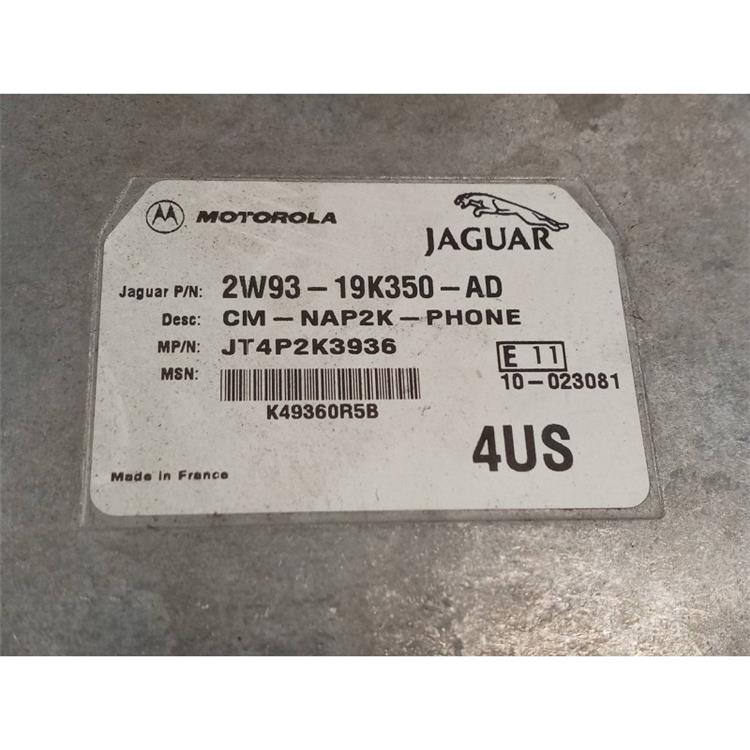 MOTOROLA
JAGUAR
Jaguar P/N: 2W93-19K350-AD
Desc: CM-NAP2K-PHONE
MP/N: JT4P2K3936
MSN:
E 11
10-023081
K49360R5B
4US
Made in France